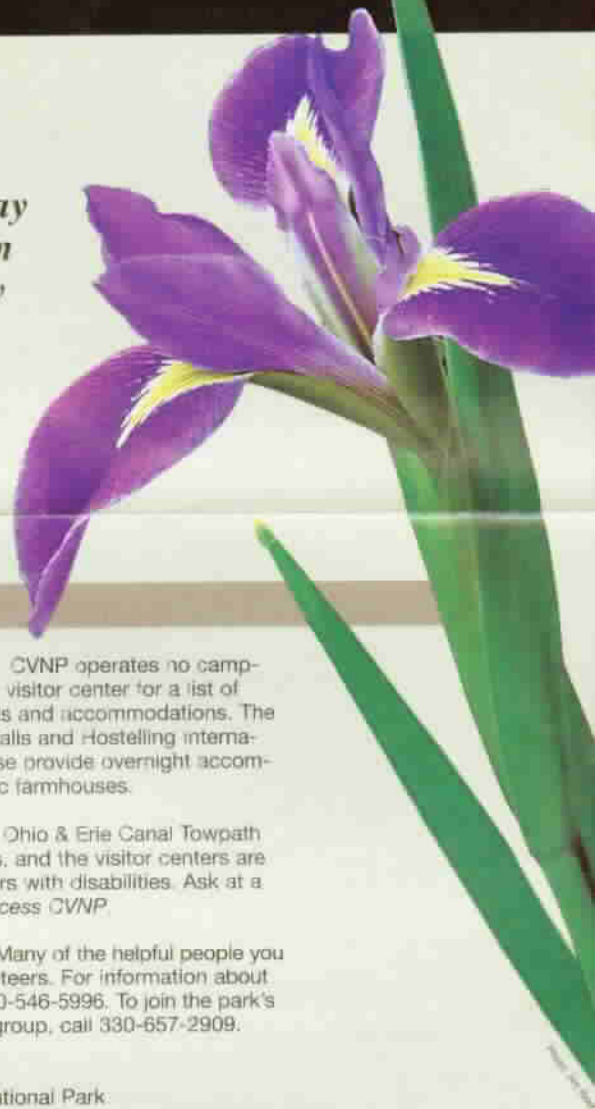 ay
n
CVNP operates no camp-
visitor center for a list of
s and accommodations. The
alls and Hostelling Interna-
se provide overnight accom-
c farmhouses.
Ohio & Erie Canal Towpath
s, and the visitor centers are
rs with disabilities. Ask at a
cess CVNP.
Many of the helpful people you
teers. For information about
0-546-5996. To join the park's
group, call 330-657-2909.
ational Park